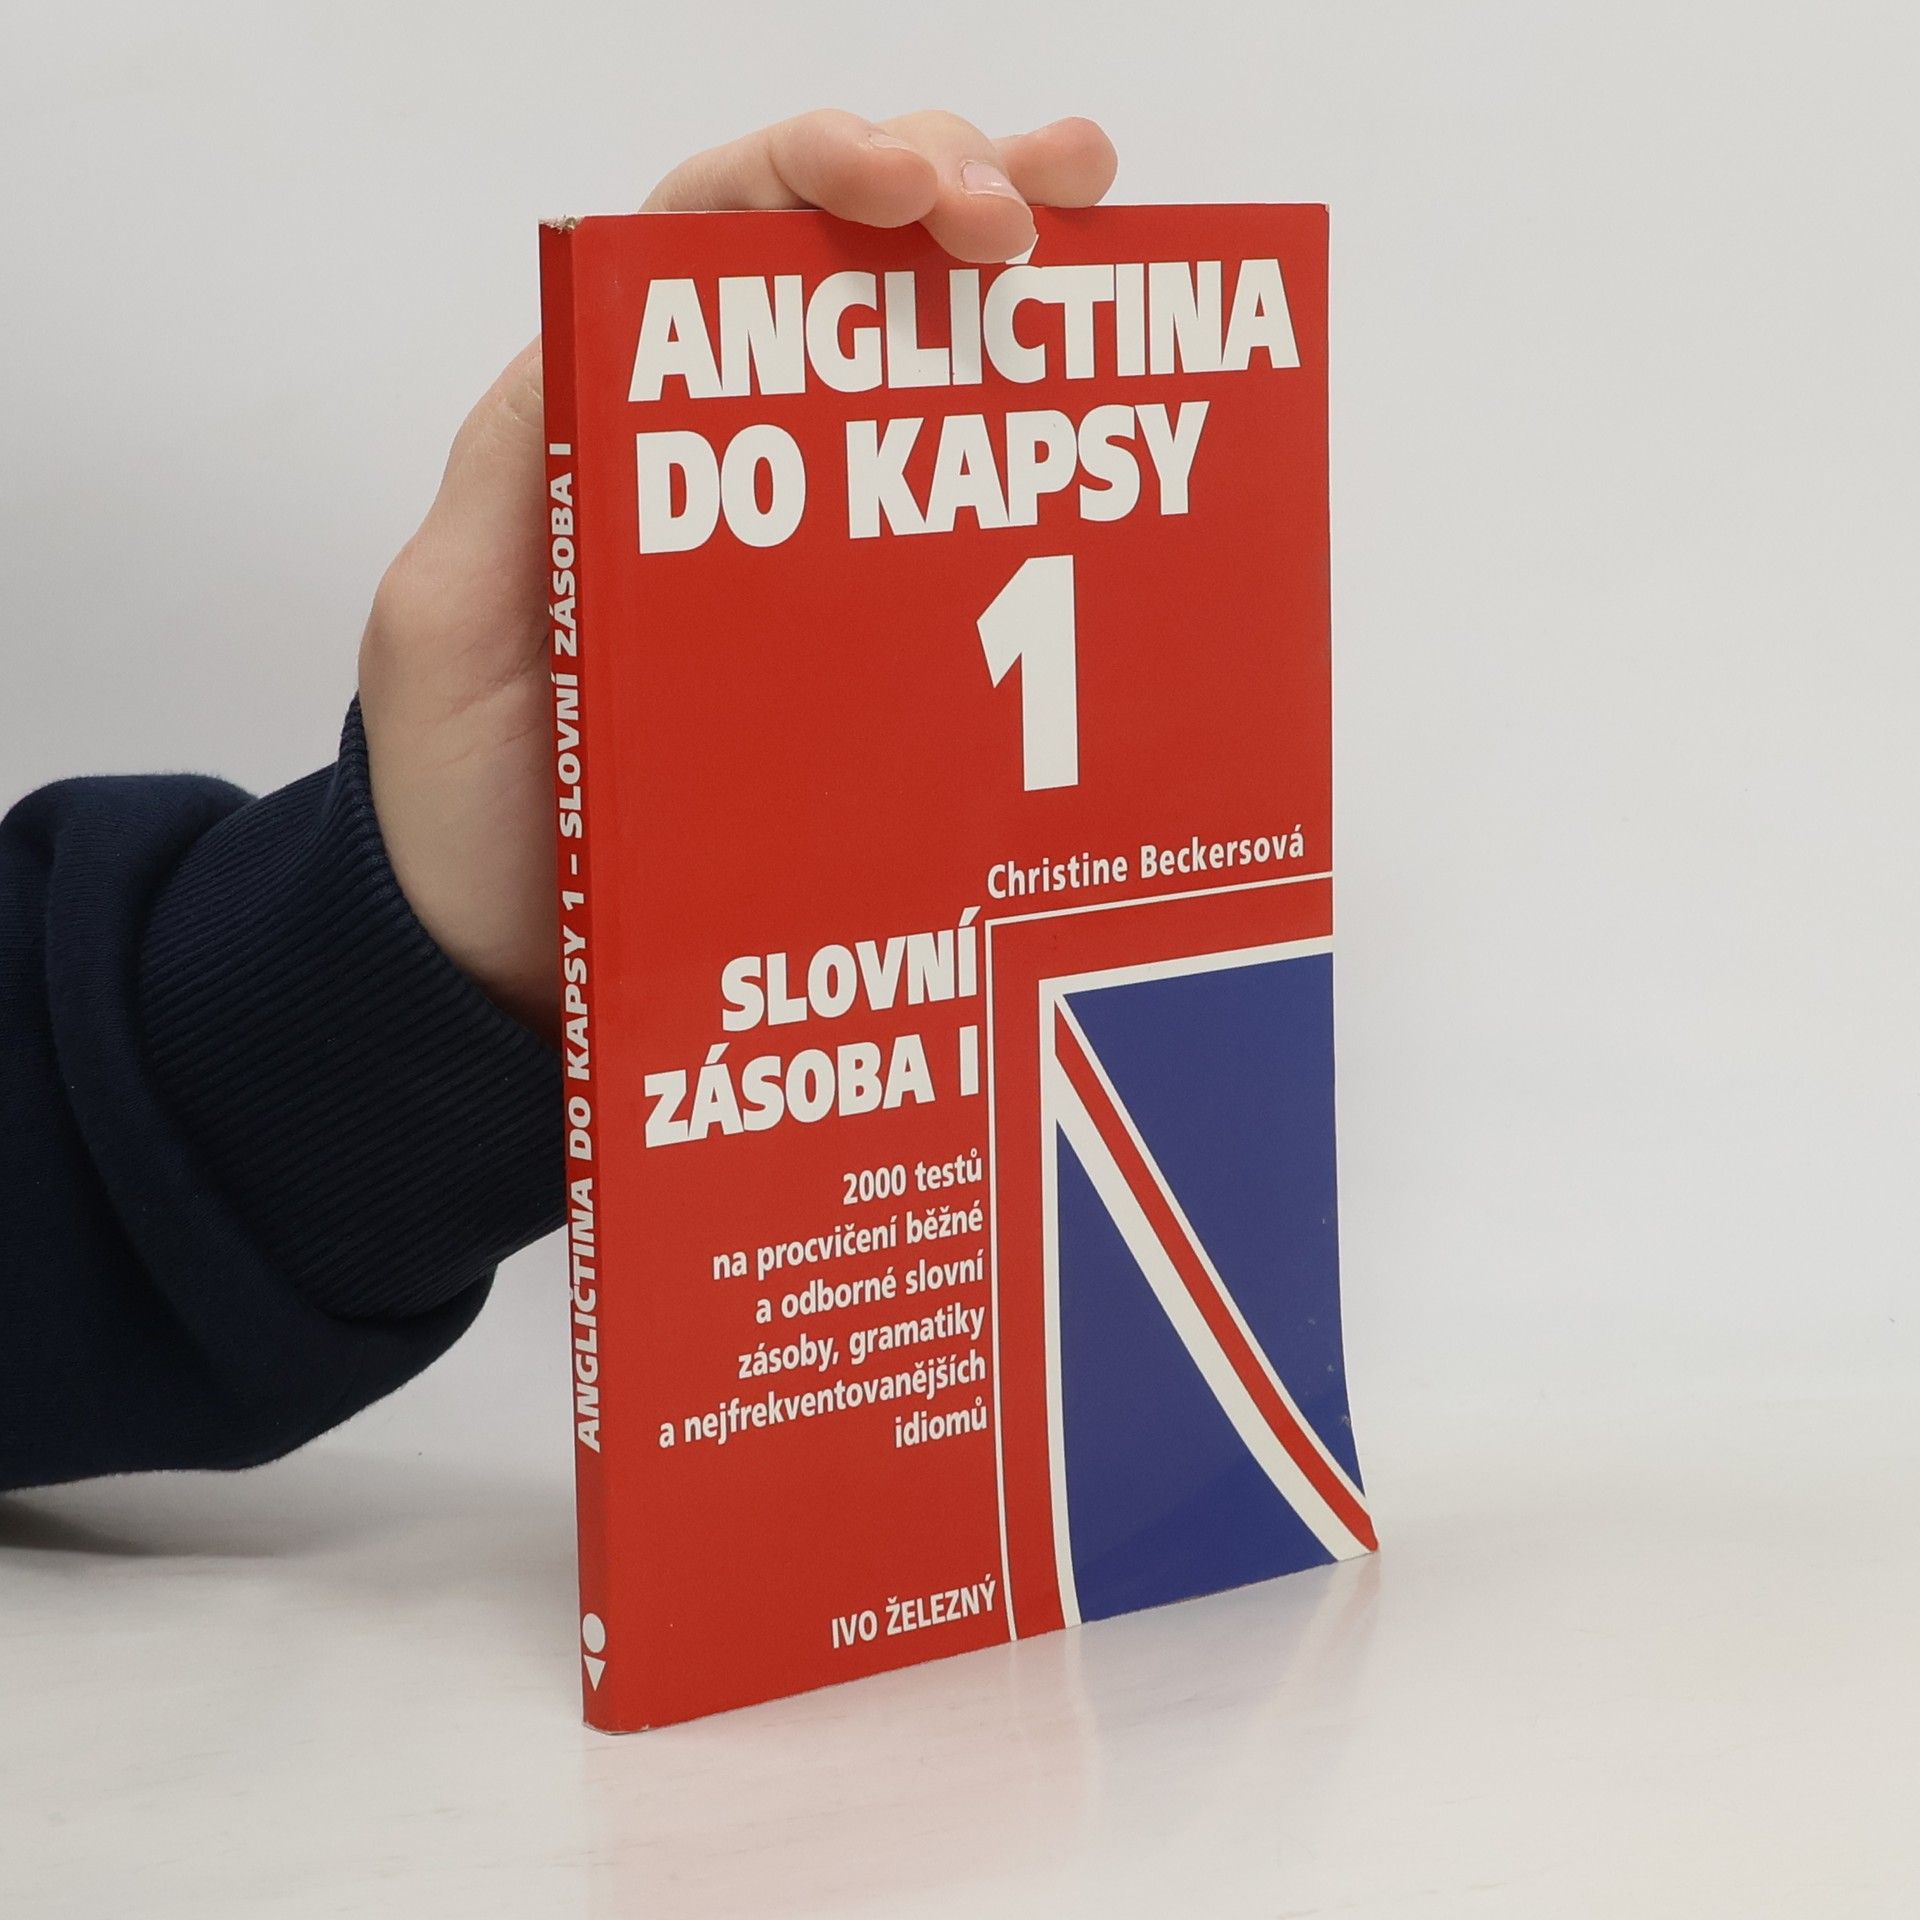 ANGLIČTINA
DO KAPSY
1
Christine Beckersová
SLOVNÍ
ZÁSOBA I
2000 testů
na procvičení běžné
a odborné slovní
zásoby, gramatiky
a nejfrekventovanějších
idiomů
IVO ŽELEZNÝ
ANGLIČTINA DO KAPSY 1 – SLOVNÍ ZÁSOBA I